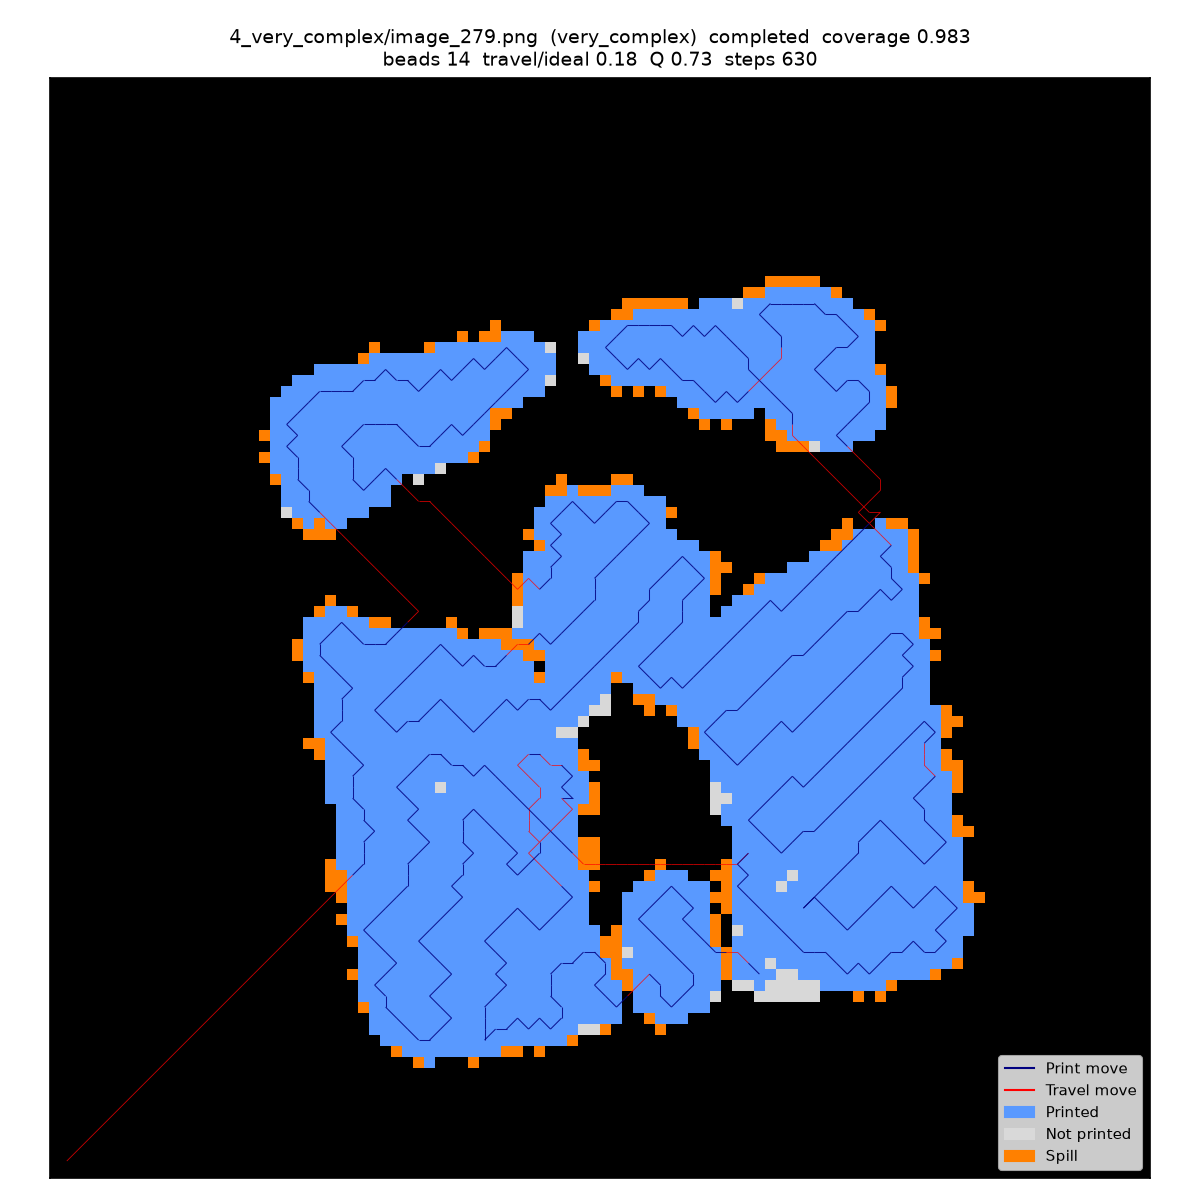 4_very_complex/image_279.png  (very_complex)  completed  coverage 0.983
beads 14  travel/ideal 0.18  Q 0.73  steps 630
Print move
Travel move
Printed
Not printed
Spill